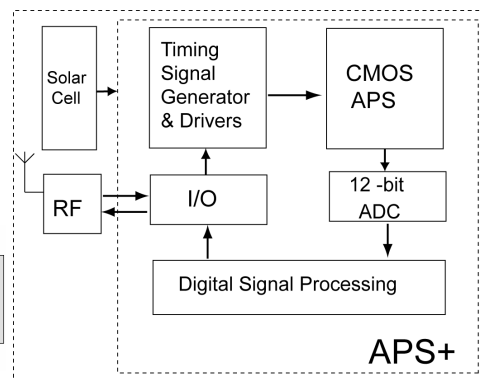 Solar
Cell
Timing
Signal
Generator
& Drivers
CMOS
APS
RF
I/O
12 -bit
ADC
Digital Signal Processing
APS+